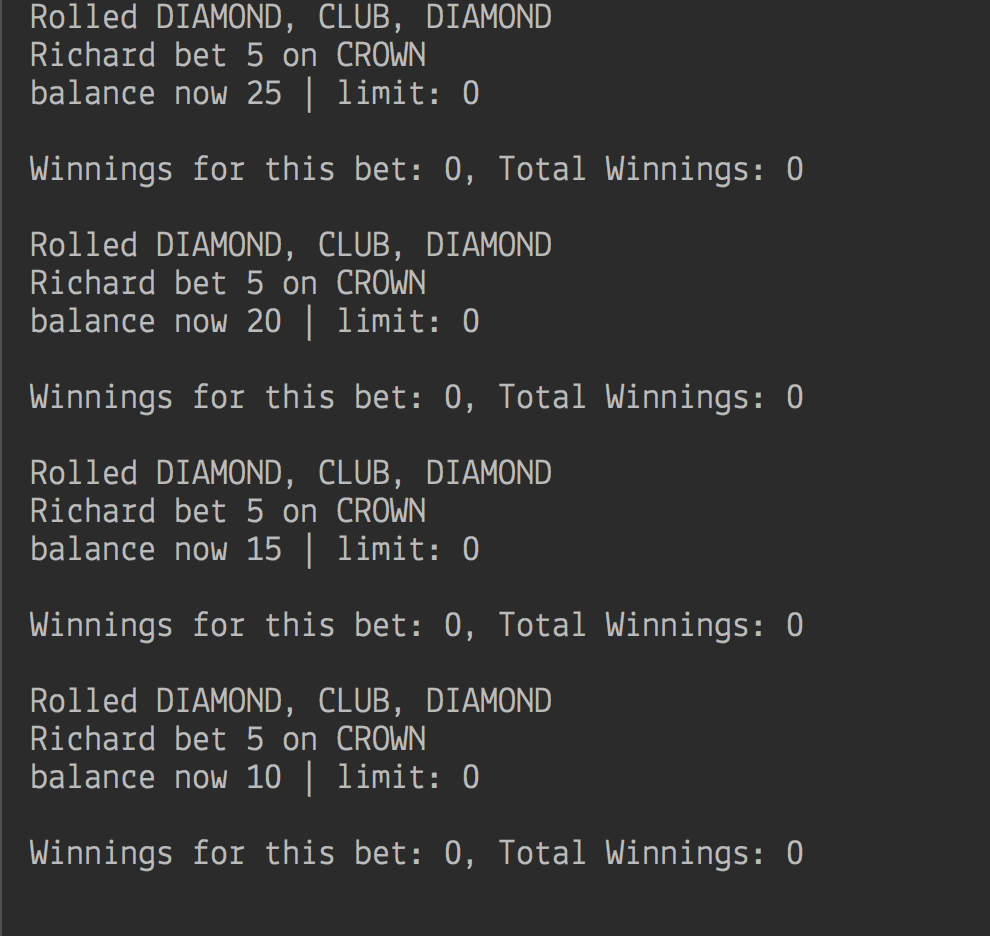 Rolled DIAMOND, CLUB, DIAMOND
Richard bet 5 on CROWN
balance now 25 | limit: 0
Winnings for this bet: 0, Total Winnings: 0
Rolled DIAMOND, CLUB, DIAMOND
Richard bet 5 on CROWN
balance now 20 | limit: 0
Winnings for this bet: 0, Total Winnings: 0
Rolled DIAMOND, CLUB, DIAMOND
Richard bet 5 on CROWN
balance now 15 | limit: 0
Winnings for this bet: 0, Total Winnings: 0
Rolled DIAMOND, CLUB, DIAMOND
Richard bet 5 on CROWN
balance now 10 | limit: 0
Winnings for this bet: 0, Total Winnings: 0